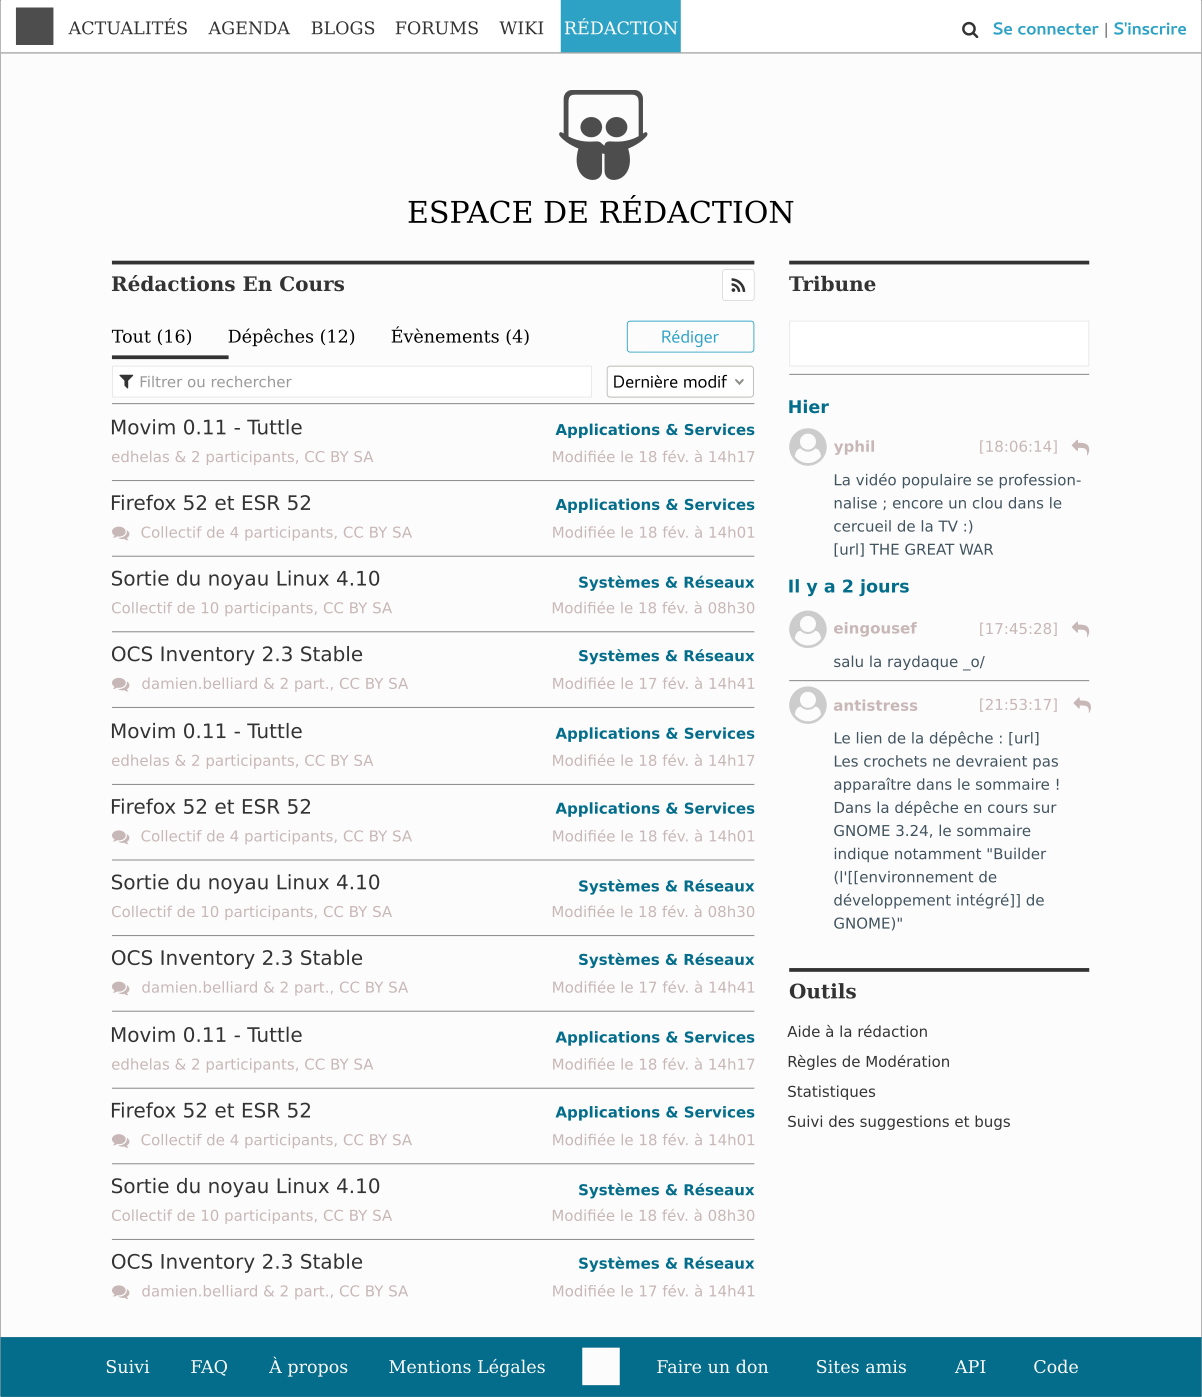 ACTUALITÉS AGENDA BLOGS FORUMS WIKI RÉDACTION Se connecter | S'inscrire
ESPACE DE RÉDACTION
Rédactions En Cours
Tout (16) Dépêches (12) Évènements (4) Rédiger
Filtrer ou rechercher Dernière modif
Movim 0.11 - Tuttle Applications & Services
edhelas & 2 participants, CC BY SA Modifiée le 18 fév. à 14h17
Firefox 52 et ESR 52 Applications & Services
Collectif de 4 participants, CC BY SA Modifiée le 18 fév. à 14h01
Sortie du noyau Linux 4.10 Systèmes & Réseaux
Collectif de 10 participants, CC BY SA Modifiée le 18 fév. à 08h30
OCS Inventory 2.3 Stable Systèmes & Réseaux
damien.belliard & 2 part., CC BY SA Modifiée le 17 fév. à 14h41
Movim 0.11 - Tuttle Applications & Services
edhelas & 2 participants, CC BY SA Modifiée le 18 fév. à 14h17
Firefox 52 et ESR 52 Applications & Services
Collectif de 4 participants, CC BY SA Modifiée le 18 fév. à 14h01
Sortie du noyau Linux 4.10 Systèmes & Réseaux
Collectif de 10 participants, CC BY SA Modifiée le 18 fév. à 08h30
OCS Inventory 2.3 Stable Systèmes & Réseaux
damien.belliard & 2 part., CC BY SA Modifiée le 17 fév. à 14h41
Movim 0.11 - Tuttle Applications & Services
edhelas & 2 participants, CC BY SA Modifiée le 18 fév. à 14h17
Firefox 52 et ESR 52 Applications & Services
Collectif de 4 participants, CC BY SA Modifiée le 18 fév. à 14h01
Sortie du noyau Linux 4.10 Systèmes & Réseaux
Collectif de 10 participants, CC BY SA Modifiée le 18 fév. à 08h30
OCS Inventory 2.3 Stable Systèmes & Réseaux
damien.belliard & 2 part., CC BY SA Modifiée le 17 fév. à 14h41
Tribune
Hier
yphil [18:06:14]
La vidéo populaire se profession-
nalise ; encore un clou dans le
cercueil de la TV :)
[url] THE GREAT WAR
Il y a 2 jours
eingousef [17:45:28]
salu la raydaque _o/
antistress [21:53:17]
Le lien de la dépêche : [url]
Les crochets ne devraient pas
apparaître dans le sommaire !
Dans la dépêche en cours sur
GNOME 3.24, le sommaire
indique notamment "Builder
(l'[[environnement de
développement intégré]] de
GNOME)"
Outils
Aide à la rédaction
Règles de Modération
Statistiques
Suivi des suggestions et bugs
Suivi FAQ À propos Mentions Légales Faire un don Sites amis API Code